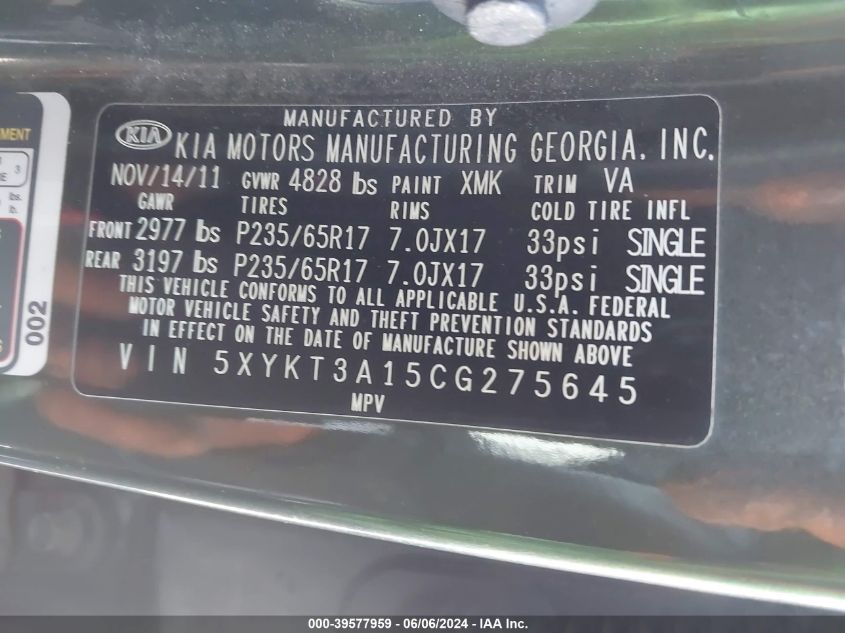 MANUFACTURED BY
KIA KIA MOTORS MANUFACTURING GEORGIA, INC.
NOV/14/11 GVWR 4828 lbs PAINT XMK TRIM VA
GAWR TIRES RIMS COLD TIRE INFL
FRONT 2977 lbs P235/65R17 7.0JX17 33psi SINGLE
REAR 3197 lbs P235/65R17 7.0JX17 33psi SINGLE
THIS VEHICLE CONFORMS TO ALL APPLICABLE U.S.A. FEDERAL
MOTOR VEHICLE SAFETY AND THEFT PREVENTION STANDARDS
IN EFFECT ON THE DATE OF MANUFACTURE SHOWN ABOVE
VIN 5XYKT3A15CG275645
MPV
3
lbs.
lb.
002
000-39577959 - 06/06/2024 - IAA Inc.